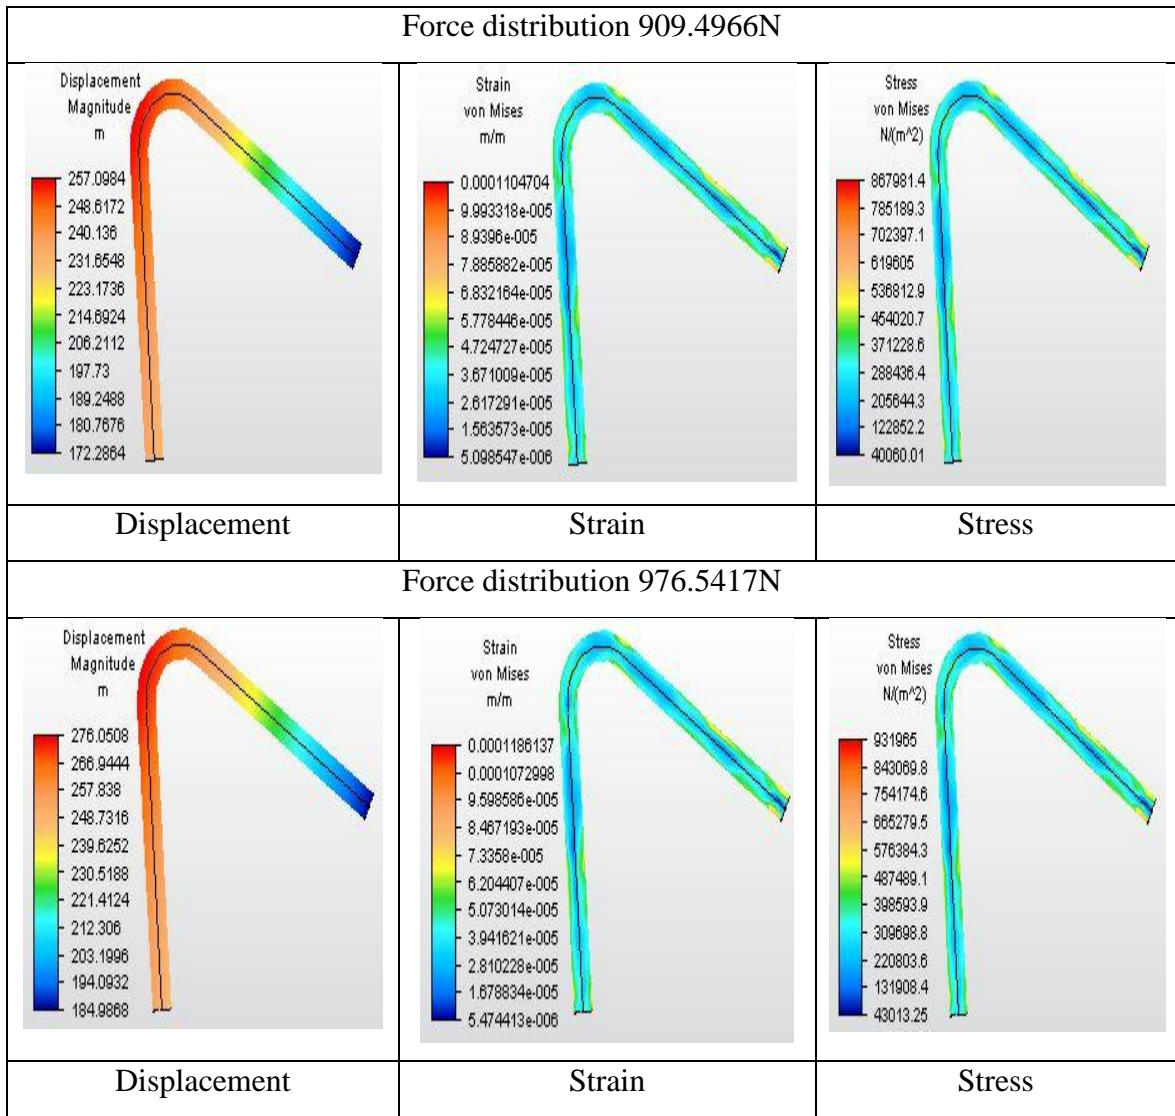 Force distribution 909.4966N
Displacement
Magnitude
m
257.0984
248.6172
240.136
231.6548
223.1736
214.6924
206.2112
197.73
189.2488
180.7676
172.2864
Strain
von Mises
m/m
0.0001104704
9.993318e-005
8.9396e-005
7.885882e-005
6.832164e-005
5.778446e-005
4.724727e-005
3.671009e-005
2.617291e-005
1.563573e-005
5.098547e-006
Stress
von Mises
N/(m^2)
867981.4
785189.3
702397.1
619605
536812.9
454020.7
371228.6
288436.4
205644.3
122852.2
40060.01
Displacement
Strain
Stress
Force distribution 976.5417N
Displacement
Magnitude
m
276.0508
266.9444
257.838
248.7316
239.6252
230.5188
221.4124
212.306
203.1996
194.0932
184.9868
Strain
von Mises
m/m
0.0001186137
0.0001072998
9.598586e-005
8.467193e-005
7.3358e-005
6.204407e-005
5.073014e-005
3.941621e-005
2.810228e-005
1.678834e-005
5.474413e-006
Stress
von Mises
N/(m^2)
931965
843069.8
754174.6
665279.5
576384.3
487489.1
398593.9
309698.8
220803.6
131908.4
43013.25
Displacement
Strain
Stress